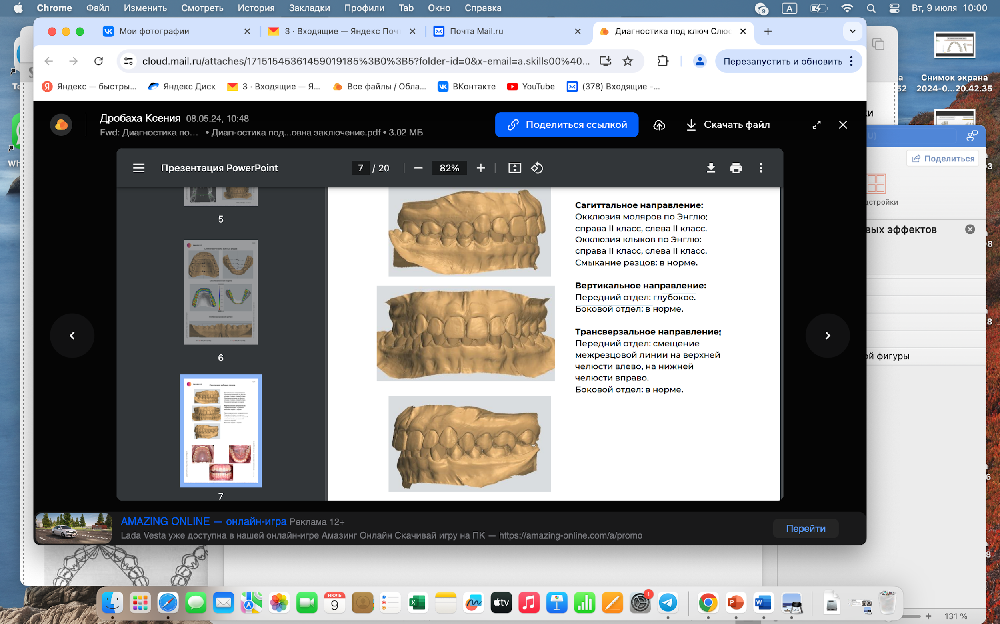 Chrome Файл Изменить Смотреть История Закладки Профили Tab Окно Справка
9 A Вт, 9 июля 10:00
Мои фотографии
3 · Входящие — Яндекс Поч
Почта Mail.ru
Диагностика под ключ Слюс
cloud.mail.ru/attaches/17151545361459019185%3B0%3B5?folder-id=0&x-email=a.skills00%40...
Перезапустить и обновить
Яндекс — быстры...
Яндекс Диск
3 · Входящие — Я...
Все файлы / Обла...
ВКонтакте
YouTube
(378) Входящие -...
Снимок экрана
2024-0...20.42.35
52
Дробаха Ксения 08.05.24, 10:48
Fwd: Диагностика по... • Диагностика под...овна заключение.pdf • 3.02 МБ
Поделиться ссылкой
Скачать файл
Поделиться
Презентация PowerPoint
7 / 20
82%
5
6
7
Сагиттальное направление:
Окклюзия моляров по Энглю:
справа II класс, слева II класс.
Окклюзия клыков по Энглю:
справа II класс, слева II класс.
Смыкание резцов: в норме.
Вертикальное направление:
Передний отдел: глубокое.
Боковой отдел: в норме.
Трансверзальное направление:
Передний отдел: смещение
межрезцовой линии на верхней
челюсти влево, на нижней
челюсти вправо.
Боковой отдел: в норме.
дстройки
вых эффектов
ой фигуры
AMAZING ONLINE — онлайн-игра Реклама 12+
Lada Vesta уже доступна в нашей онлайн-игре Амазинг Онлайн Скачивай игру на ПК — https://amazing-online.com/a/promo
Перейти
ИЮЛЬ
9
tv
1
131 %